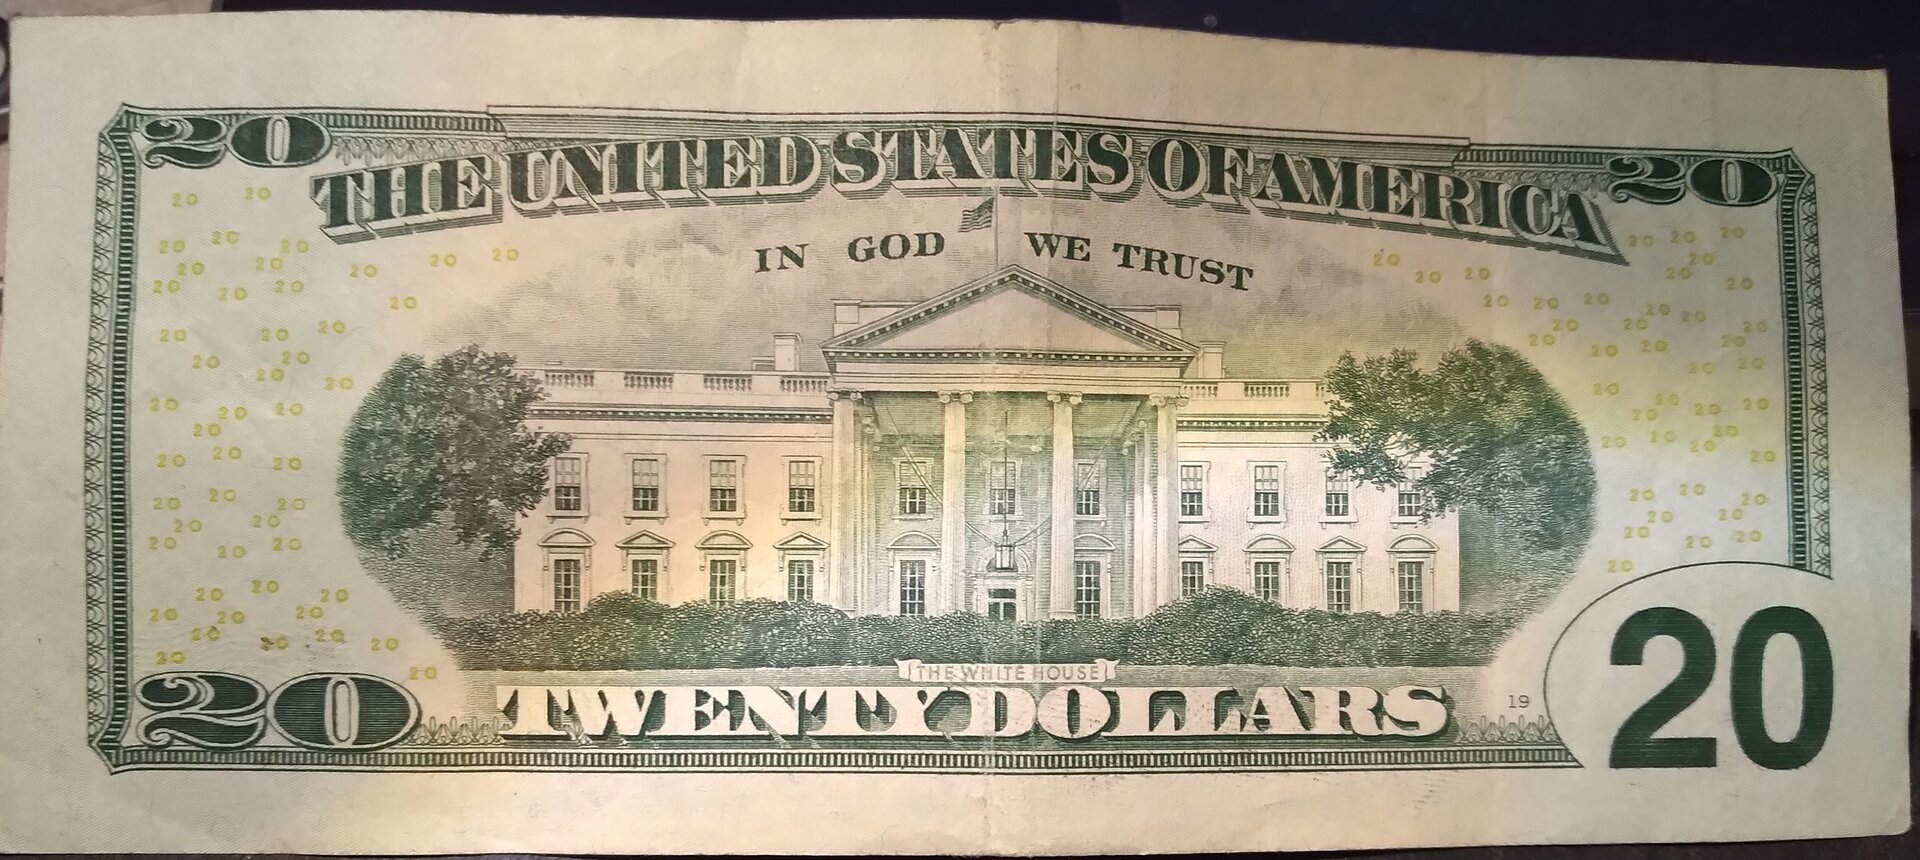 20 THE UNITED STATES OF AMERICA 20
IN GOD WE TRUST
THE WHITE HOUSE
20 TWENTY DOLLARS 19 20